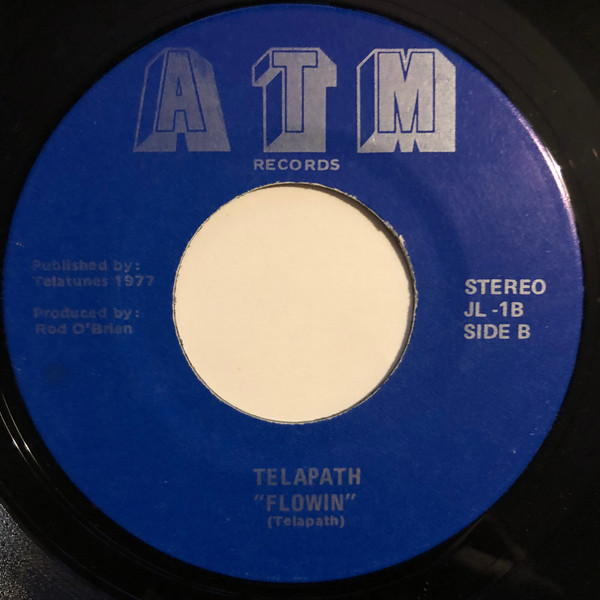 ATM
RECORDS
Published by:
Telatunes 1977
Produced by:
Rod O'Brian
STEREO
JL-1B
SIDE B
TELAPATH
"FLOWIN"
(Telapath)